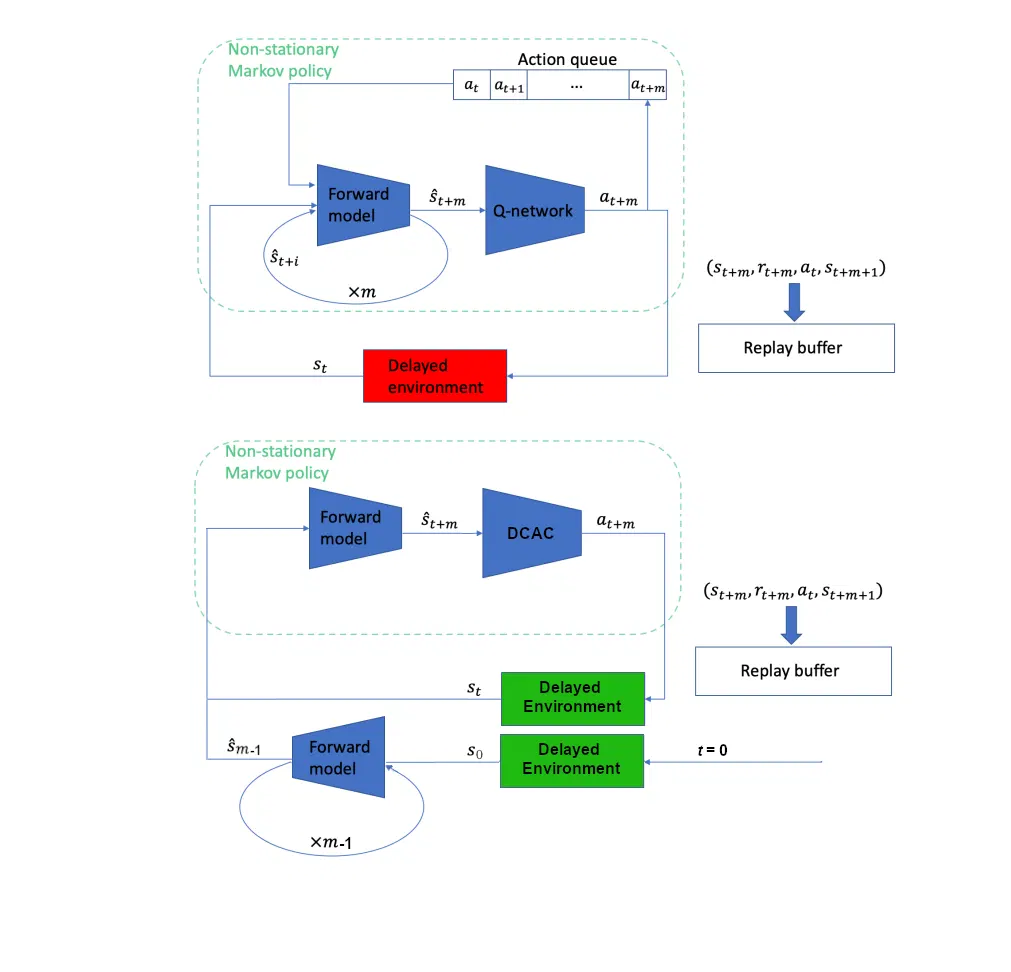 Non-stationary
Markov policy
Action queue
a_t a_{t+1} ... a_{t+m}
Forward
model
ŝ_{t+m}
Q-network
a_{t+m}
ŝ_{t+i}
×m
(s_{t+m}, r_{t+m}, a_t, s_{t+m+1})
Replay buffer
s_t
Delayed
environment
Non-stationary
Markov policy
Forward
model
ŝ_{t+m}
DCAC
a_{t+m}
(s_{t+m}, r_{t+m}, a_t, s_{t+m+1})
Replay buffer
s_t
Delayed
Environment
ŝ_{m-1}
Forward
model
s_0
Delayed
Environment
t = 0
×m-1